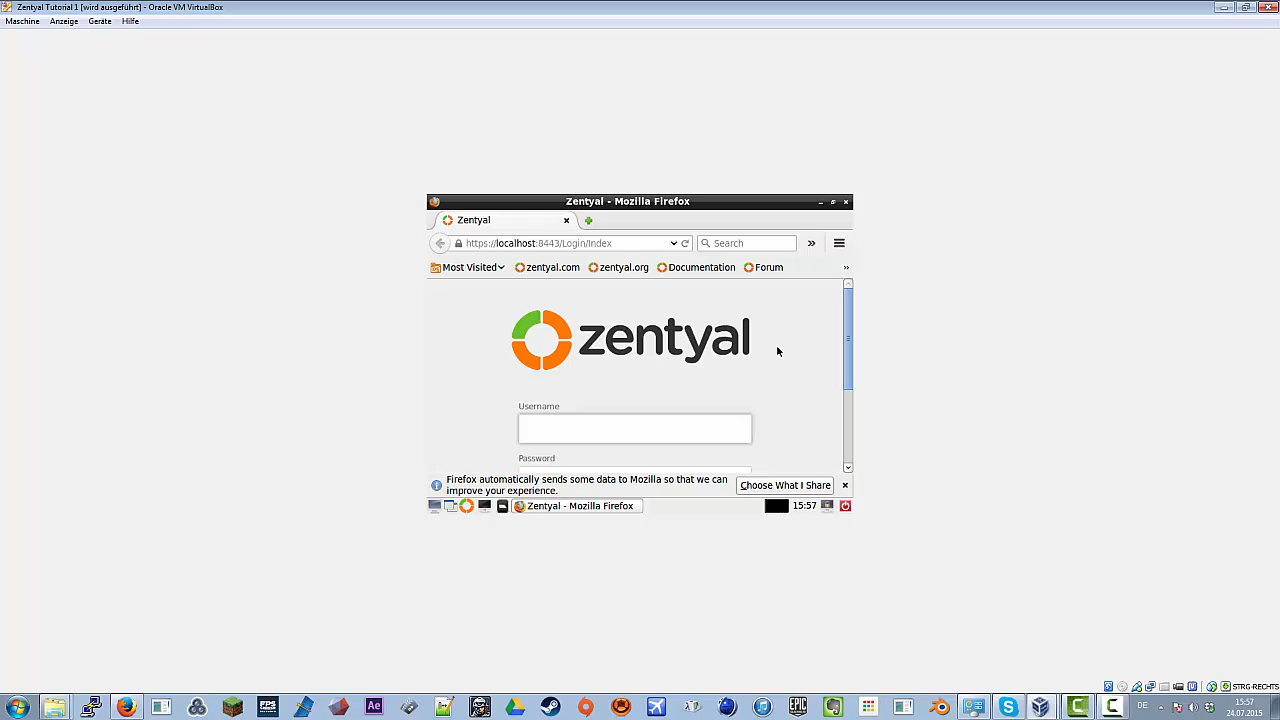 Zentyal Tutorial 1 [wird ausgeführt] - Oracle VM VirtualBox
Maschine Anzeige Geräte Hilfe
Zentyal - Mozilla Firefox
Zentyal
https://localhost:8443/Login/Index
Search
Most Visited zentyal.com zentyal.org Documentation Forum
zentyal
Username
Password
Firefox automatically sends some data to Mozilla so that we can
improve your experience.
Choose What I Share
Zentyal - Mozilla Firefox 15:57
STRG-RECHTS
FPS
Ae
EPIC
GAMES
DE
15:57
24.07.2015